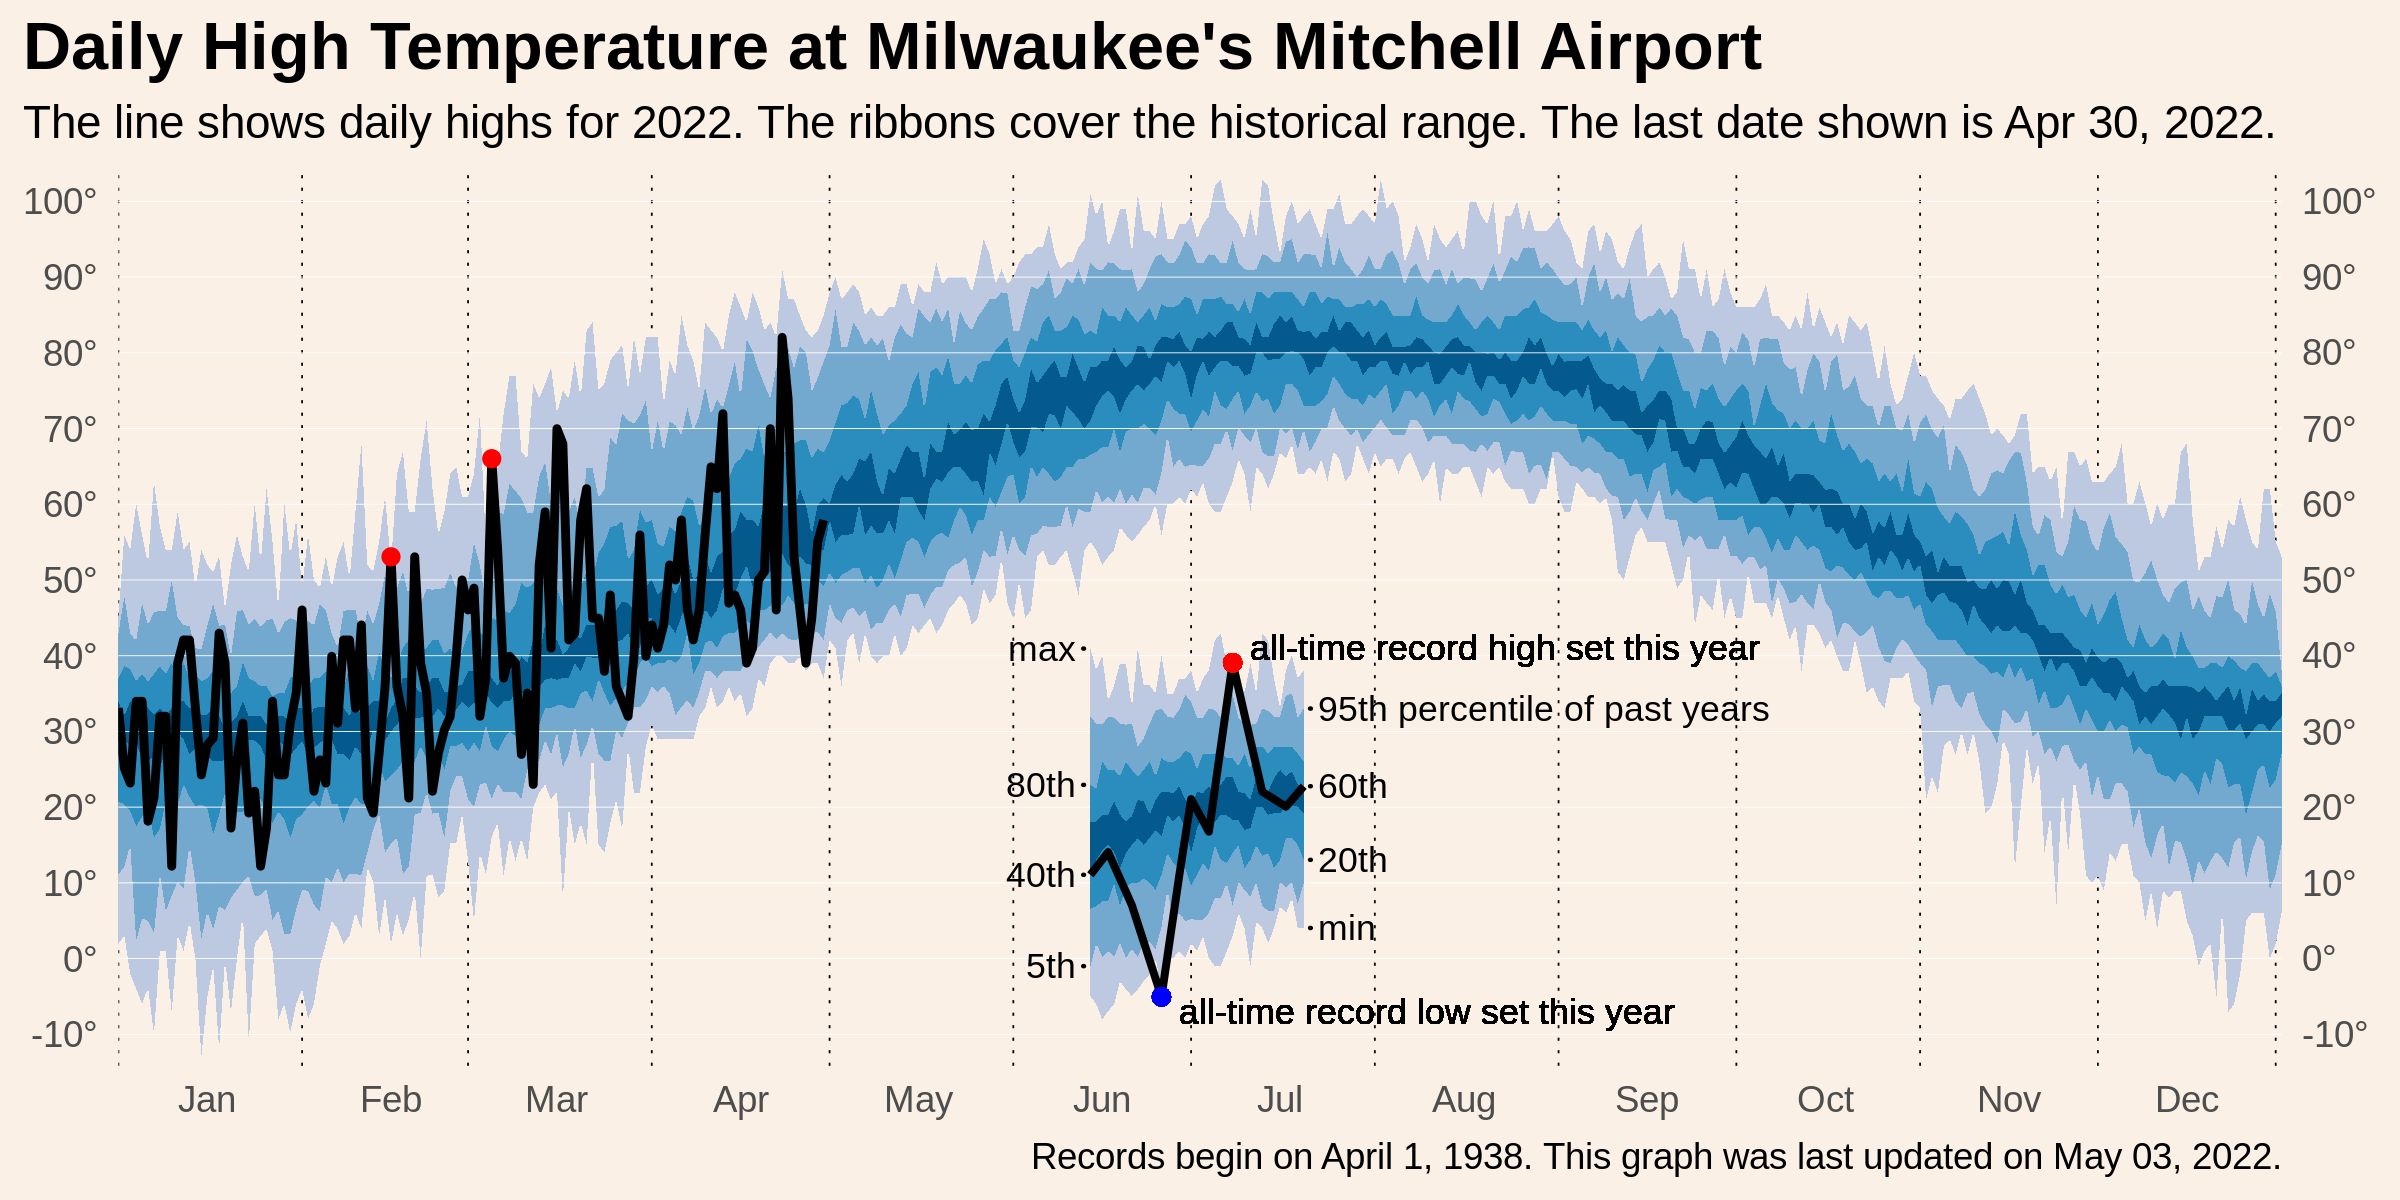 Daily High Temperature at Milwaukee's Mitchell Airport
The line shows daily highs for 2022. The ribbons cover the historical range. The last date shown is Apr 30, 2022.
100° 100°
90° 90°
80° 80°
70° 70°
60° 60°
50° 50°
max all-time record high set this year
40° 40°
95th percentile of past years
30° 30°
80th 60th
20° 20°
40th 20th
10° 10°
min
0° 5th 0°
all-time record low set this year
-10° -10°
Jan Feb Mar Apr May Jun Jul Aug Sep Oct Nov Dec
Records begin on April 1, 1938. This graph was last updated on May 03, 2022.